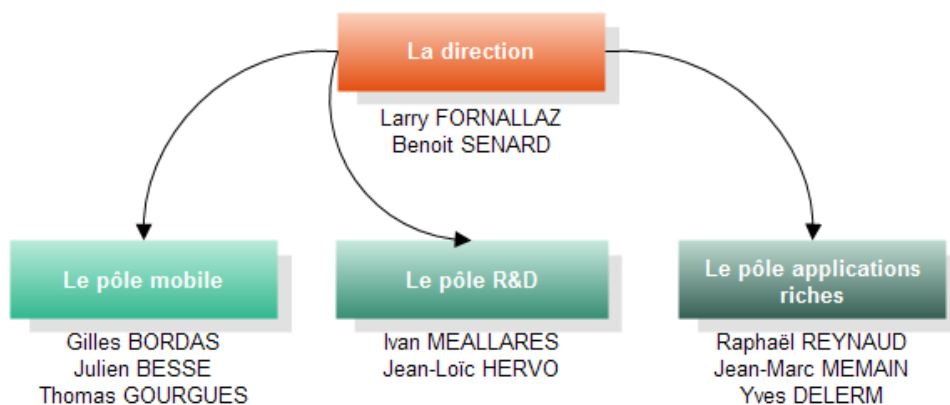 La direction
Larry FORNALLAZ
Benoit SENARD
Le pôle mobile
Gilles BORDAS
Julien BESSE
Thomas GOURGUES
Le pôle R&D
Ivan MEALLARES
Jean-Loïc HERVO
Le pôle applications
riches
Raphaël REYNAUD
Jean-Marc MEMAIN
Yves DELERM